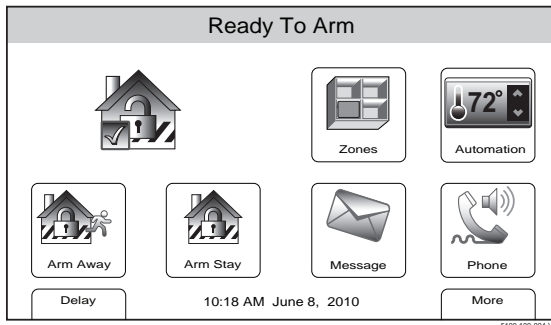 Ready To Arm
72°
Zones
Automation
Arm Away
Arm Stay
Message
Phone
Delay
10:18 AM June 8, 2010
More